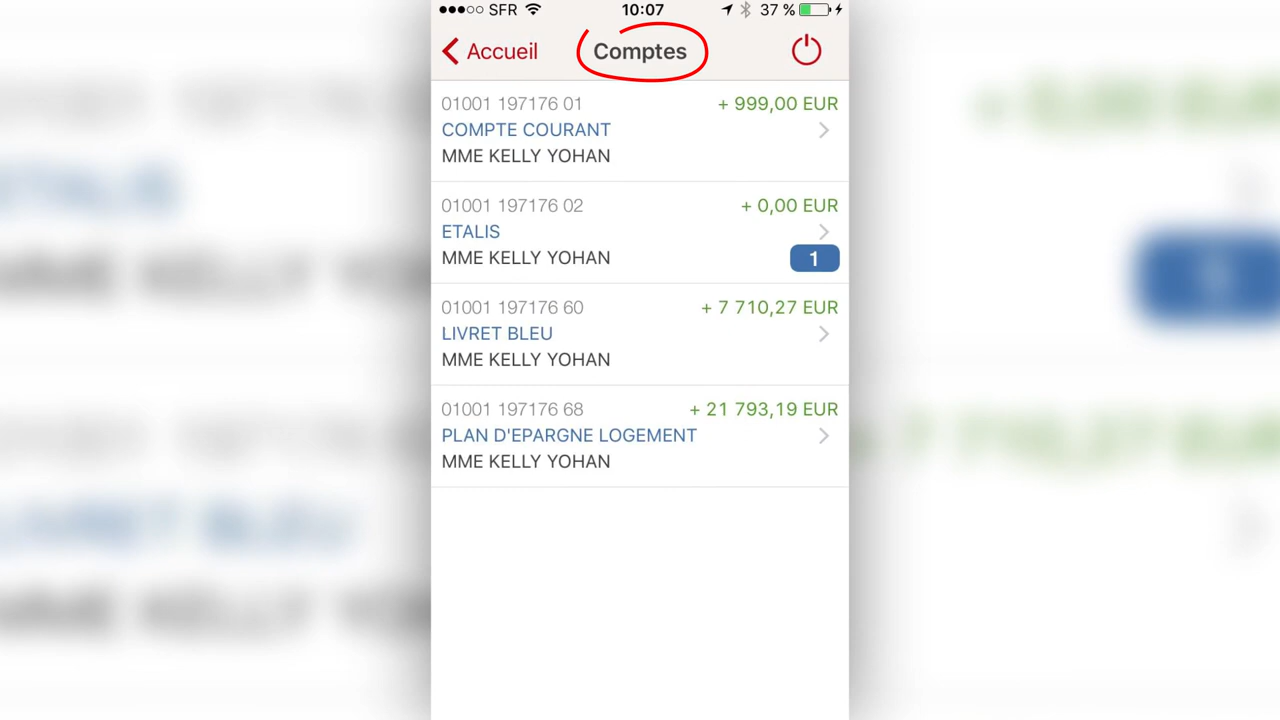 SFR 10:07 37 %
Accueil Comptes
01001 197176 01 + 999,00 EUR
COMPTE COURANT
MME KELLY YOHAN
01001 197176 02 + 0,00 EUR
ETALIS
MME KELLY YOHAN 1
01001 197176 60 + 7 710,27 EUR
LIVRET BLEU
MME KELLY YOHAN
01001 197176 68 + 21 793,19 EUR
PLAN D'EPARGNE LOGEMENT
MME KELLY YOHAN